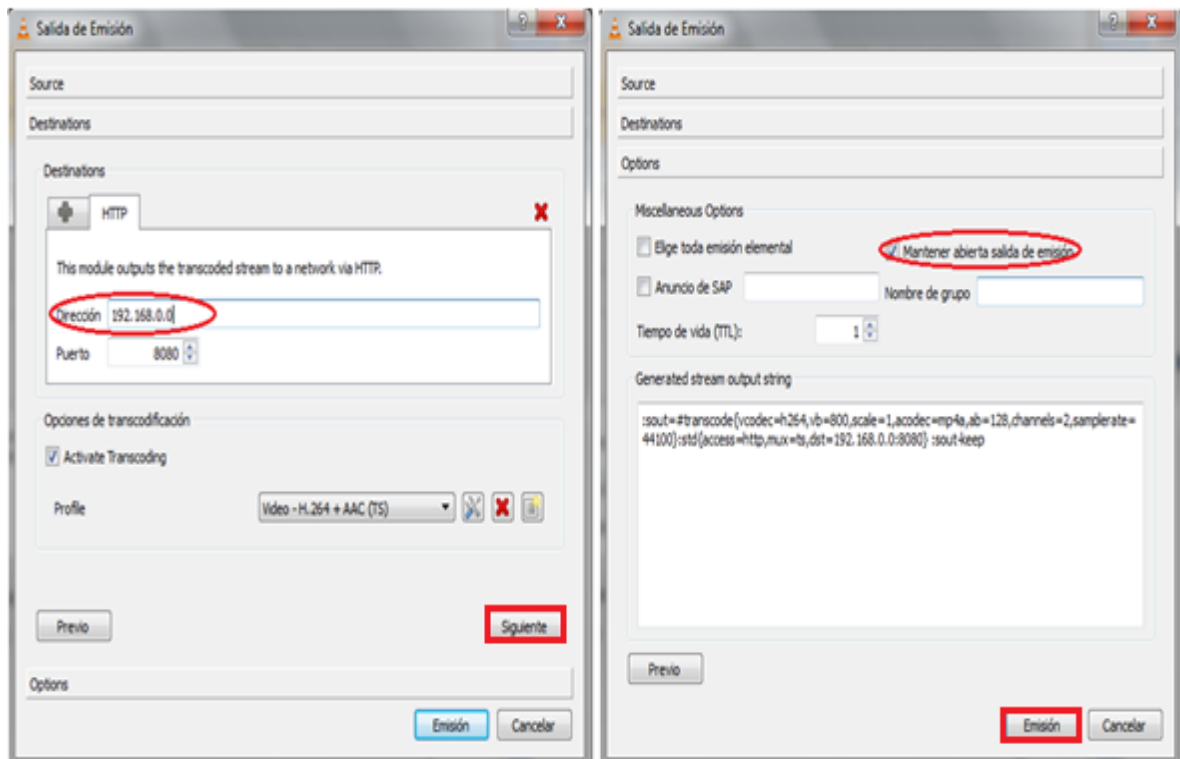 Salida de Emisión
Source
Destinations
Destinations
HTTP
This module outputs the transcoded stream to a network via HTTP.
Dirección 192.168.0.0
Puerto 8080
Opciones de transcodificación
Activate Transcoding
Profile Video - H.264 + AAC (TS)
Previo Siguiente
Options
Emisión Cancelar
Salida de Emisión
Source
Destinations
Options
Miscellaneous Options
Elige toda emisión elemental Mantener abierta salida de emisión
Anuncio de SAP Nombre de grupo
Tiempo de vida (TTL): 1
Generated stream output string
:sout=#transcode{vcodec=h264,vb=800,scale=1,acodec=mp4a,ab=128,channels=2,samplerate=
44100}:std{access=http,mux=ts,dst=192.168.0.0:8080} :sout-keep
Previo
Emisión Cancelar